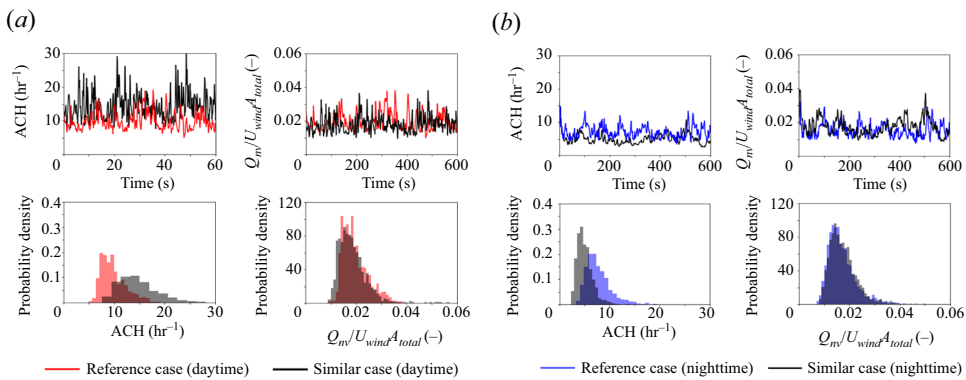 (a)
(b)
ACH (hr⁻¹)
30
20
10
0
0
20
40
60
Time (s)
Q_nv/U_wind A_total (–)
0.06
0.04
0.02
0
200
400
600
Time (s)
ACH (hr⁻¹)
30
20
10
0
0
200
400
600
Time (s)
Q_nv/U_wind A_total (–)
0.06
0.04
0.02
0
200
400
600
Time (s)
Probability density
0.4
0.3
0.2
0.1
0
10
20
30
ACH (hr⁻¹)
Probability density
120
80
40
0
0.02
0.04
0.06
Q_nv/U_wind A_total (–)
Probability density
0.4
0.3
0.2
0.1
0
10
20
30
ACH (hr⁻¹)
Probability density
120
80
40
0
0.02
0.04
0.06
Q_nv/U_wind A_total (–)
Reference case (daytime)
Similar case (daytime)
Reference case (nighttime)
Similar case (nighttime)